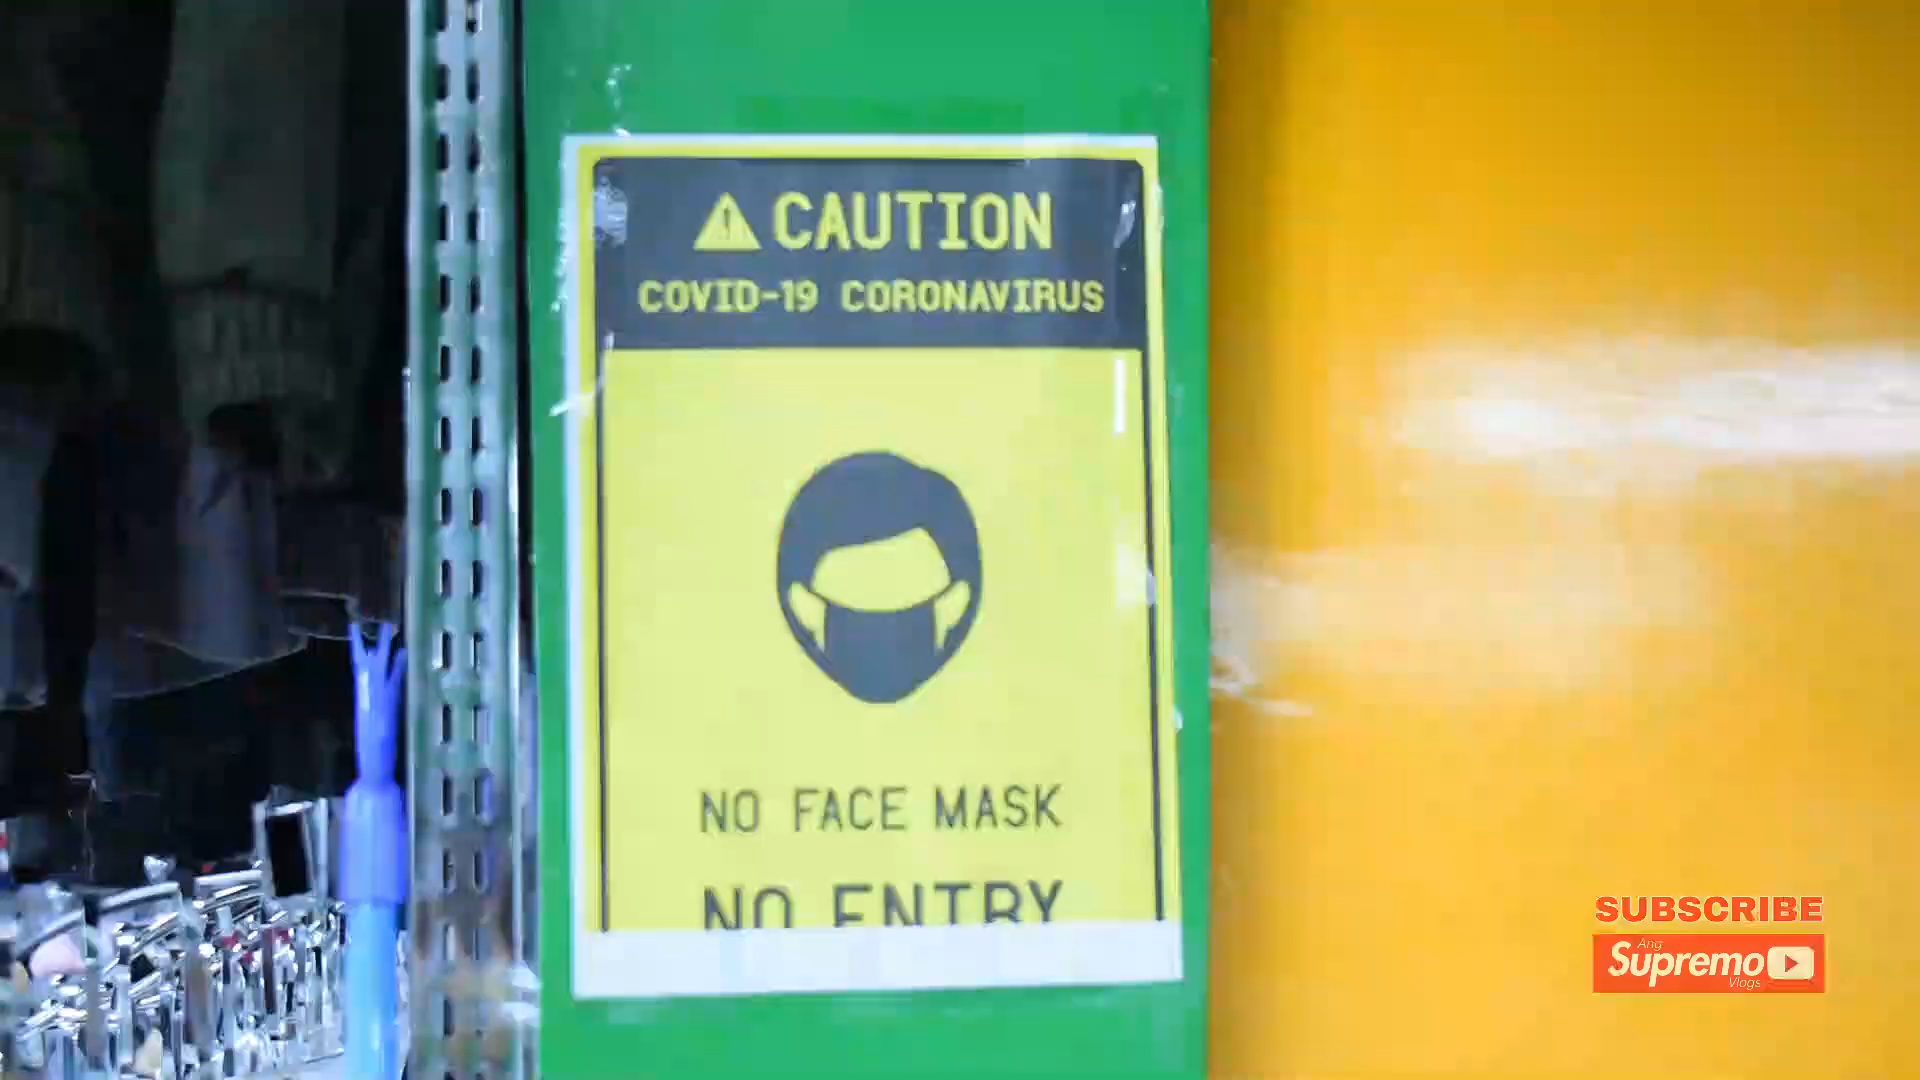 CAUTION
COVID-19 CORONAVIRUS
NO FACE MASK
NO ENTRY
SUBSCRIBE
Ang
Supremo
Vlogs